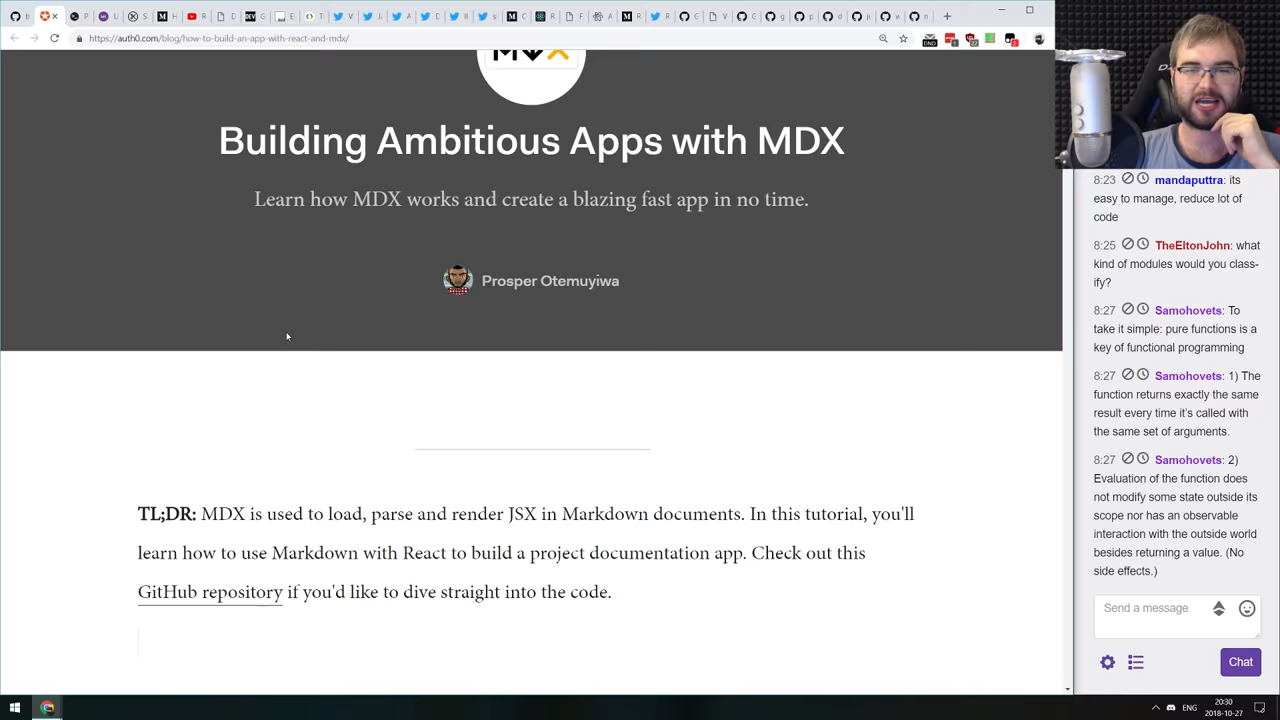 https://auth0.com/blog/how-to-build-an-app-with-react-and-mdx/
Building Ambitious Apps with MDX
Learn how MDX works and create a blazing fast app in no time.
Prosper Otemuyiwa
TL;DR: MDX is used to load, parse and render JSX in Markdown documents. In this tutorial, you'll
learn how to use Markdown with React to build a project documentation app. Check out this
GitHub repository if you'd like to dive straight into the code.
8:23 mandaputtra: its
easy to manage, reduce lot of
code
8:25 TheEltonJohn: what
kind of modules would you class-
ify?
8:27 Samohovets: To
take it simple: pure functions is a
key of functional programming
8:27 Samohovets: 1) The
function returns exactly the same
result every time it's called with
the same set of arguments.
8:27 Samohovets: 2)
Evaluation of the function does
not modify some state outside its
scope nor has an observable
interaction with the outside world
besides returning a value. (No
side effects.)
Send a message
Chat
ENG
20:30
2018-10-27